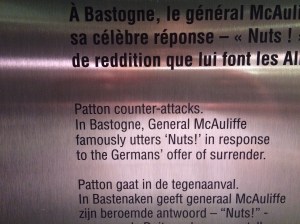 À Bastogne, le général McAuli
sa célèbre réponse – « Nuts !
de reddition que lui font les Al
Patton counter-attacks.
In Bastogne, General McAuliffe
famously utters ‘Nuts!’ in response
to the Germans’ offer of surrender.
Patton gaat in de tegenaanval.
In Bastenaken geeft generaal McAuliffe
zijn beroemde antwoord – “Nuts!” -